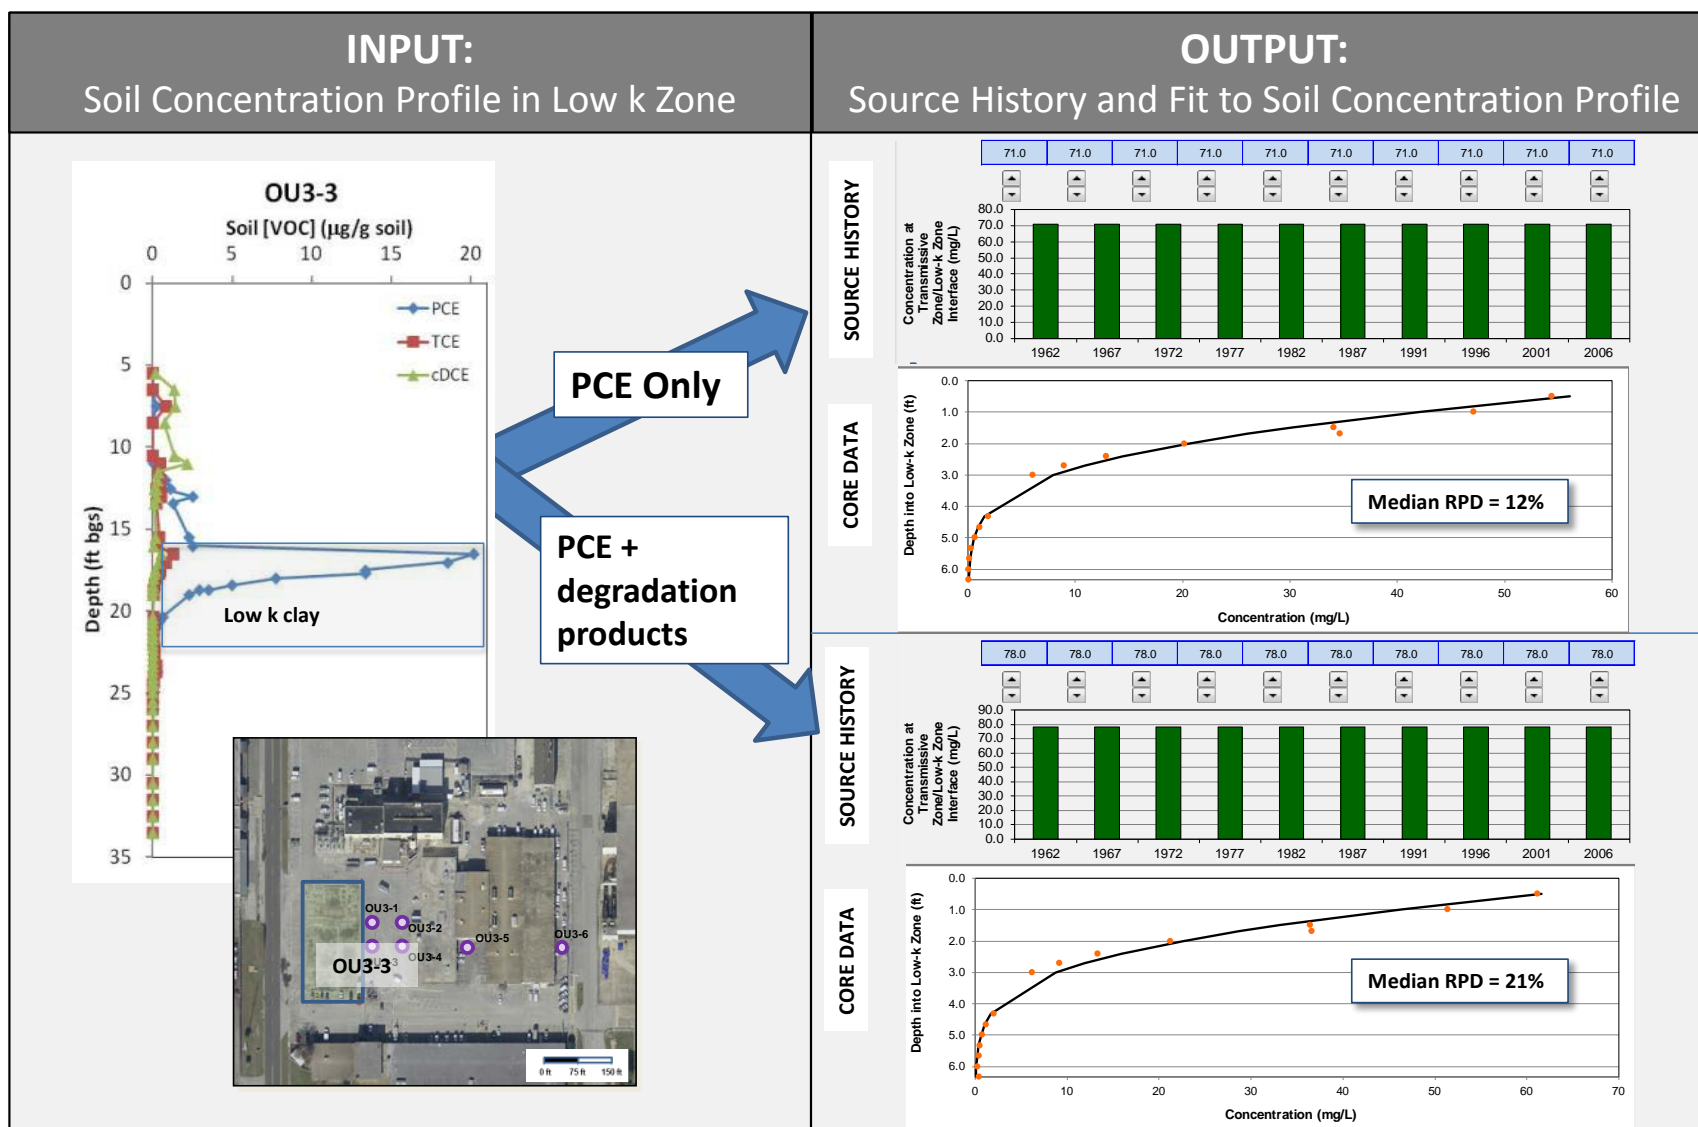 INPUT:
Soil Concentration Profile in Low k Zone
OUTPUT:
Source History and Fit to Soil Concentration Profile
OU3-3
Soil [VOC] (µg/g soil)
0 5 10 15 20
0
5
10
15
20
25
30
35
Depth (ft bgs)
PCE
TCE
cDCE
Low k clay
PCE Only
PCE +
degradation
products
OU3-1
OU3-2
OU3-3
OU3-4
OU3-5
OU3-6
OU3-3
0 ft 75 ft 150 ft
SOURCE HISTORY
71.0 71.0 71.0 71.0 71.0 71.0 71.0 71.0 71.0 71.0
Concentration at
Transmissive
Zone/Low-k Zone
Interface (mg/L)
80.0
70.0
60.0
50.0
40.0
30.0
20.0
10.0
0.0
1962 1967 1972 1977 1982 1987 1991 1996 2001 2006
CORE DATA
Depth into Low-k Zone (ft)
0.0
1.0
2.0
3.0
4.0
5.0
6.0
Median RPD = 12%
0 10 20 30 40 50 60
Concentration (mg/L)
SOURCE HISTORY
78.0 78.0 78.0 78.0 78.0 78.0 78.0 78.0 78.0 78.0
Concentration at
Transmissive
Zone/Low-k Zone
Interface (mg/L)
90.0
80.0
70.0
60.0
50.0
40.0
30.0
20.0
10.0
0.0
1962 1967 1972 1977 1982 1987 1991 1996 2001 2006
CORE DATA
Depth into Low-k Zone (ft)
0.0
1.0
2.0
3.0
4.0
5.0
6.0
Median RPD = 21%
0 10 20 30 40 50 60 70
Concentration (mg/L)